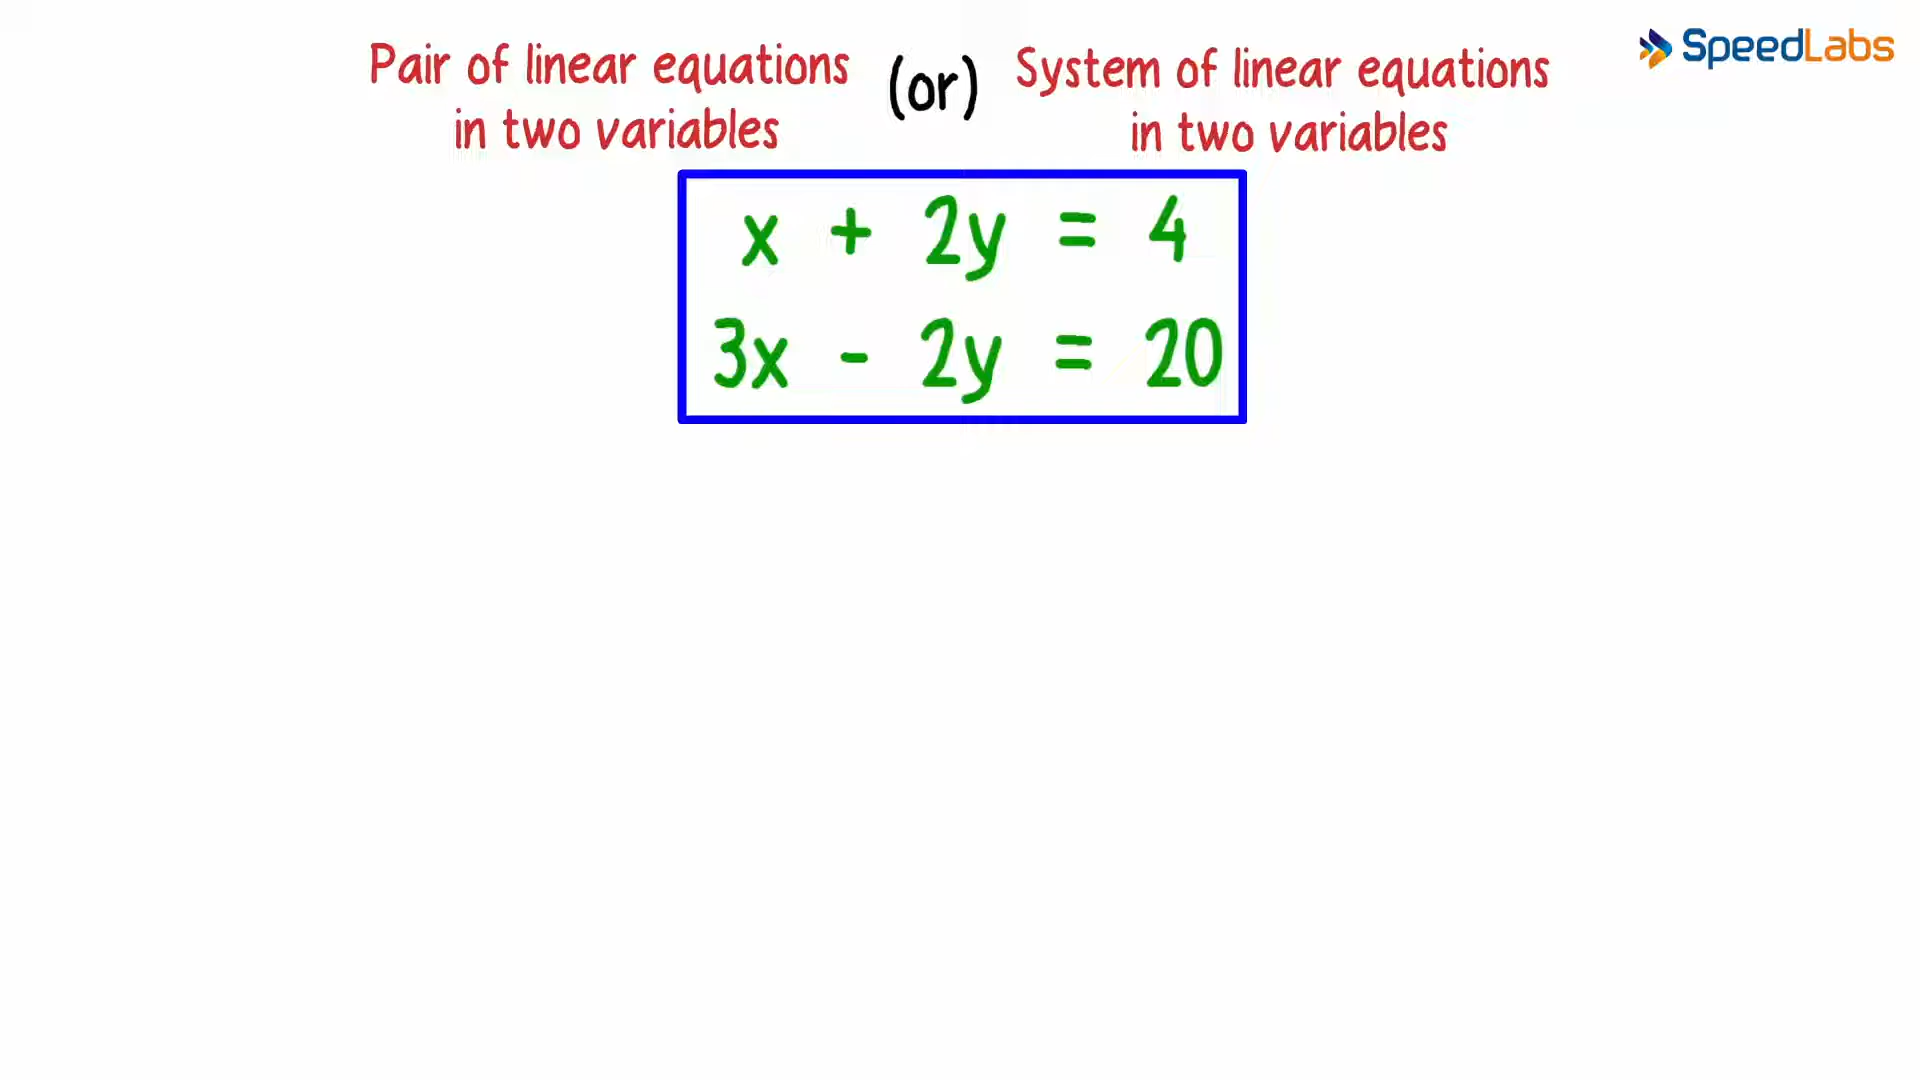 Pair of linear equations
in two variables
(or)
System of linear equations
in two variables
SpeedLabs
x + 2y = 4
3x - 2y = 20